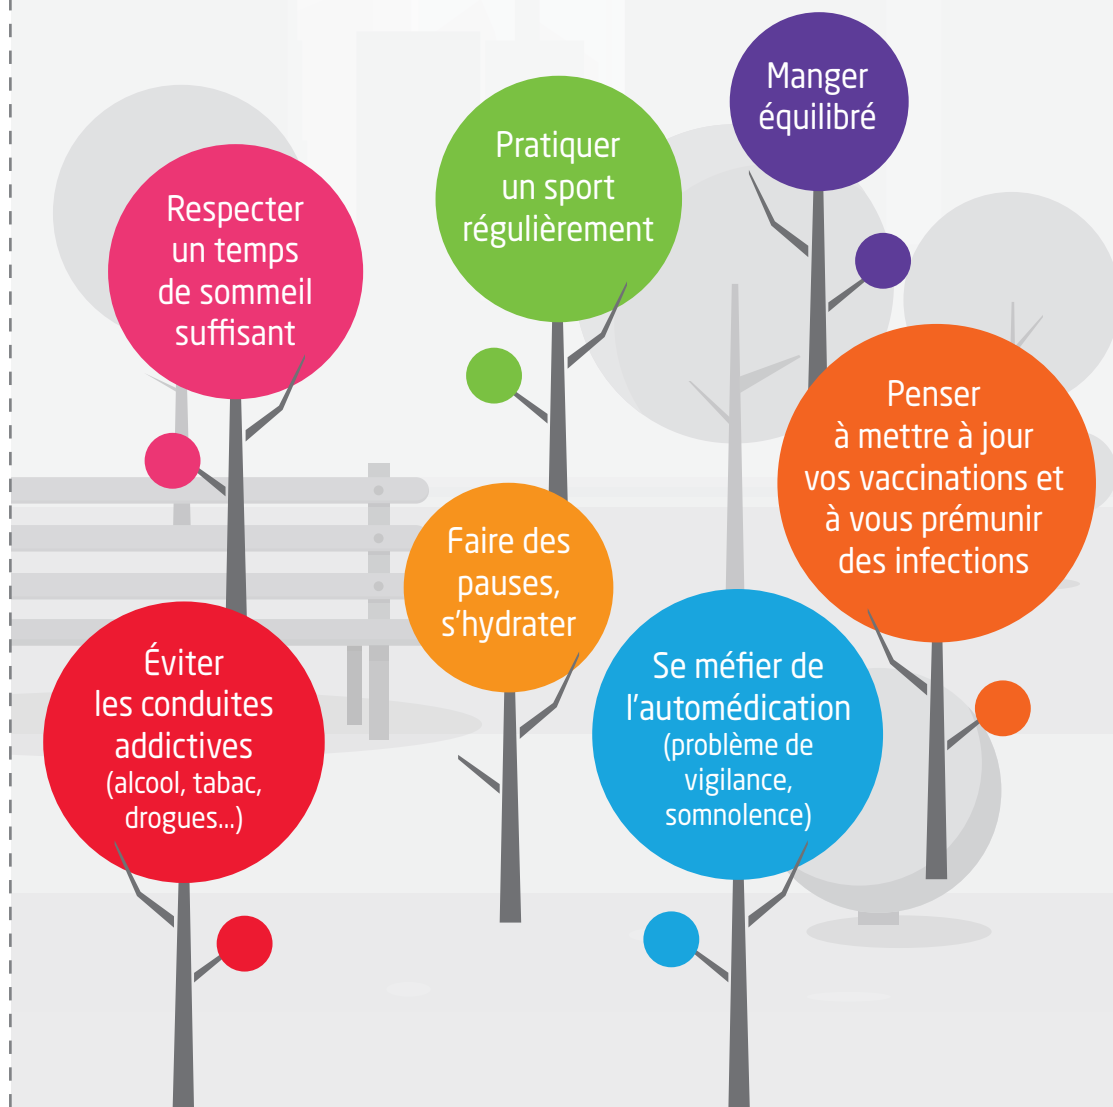 Manger
équilibré
Pratiquer
un sport
régulièrement
Respecter
un temps
de sommeil
suffisant
Penser
à mettre à jour
vos vaccinations et
à vous prémunir
des infections
Faire des
pauses,
s'hydrater
Éviter
les conduites
addictives
(alcool, tabac,
drogues...)
Se méfier de
l'automédication
(problème de
vigilance,
somnolence)